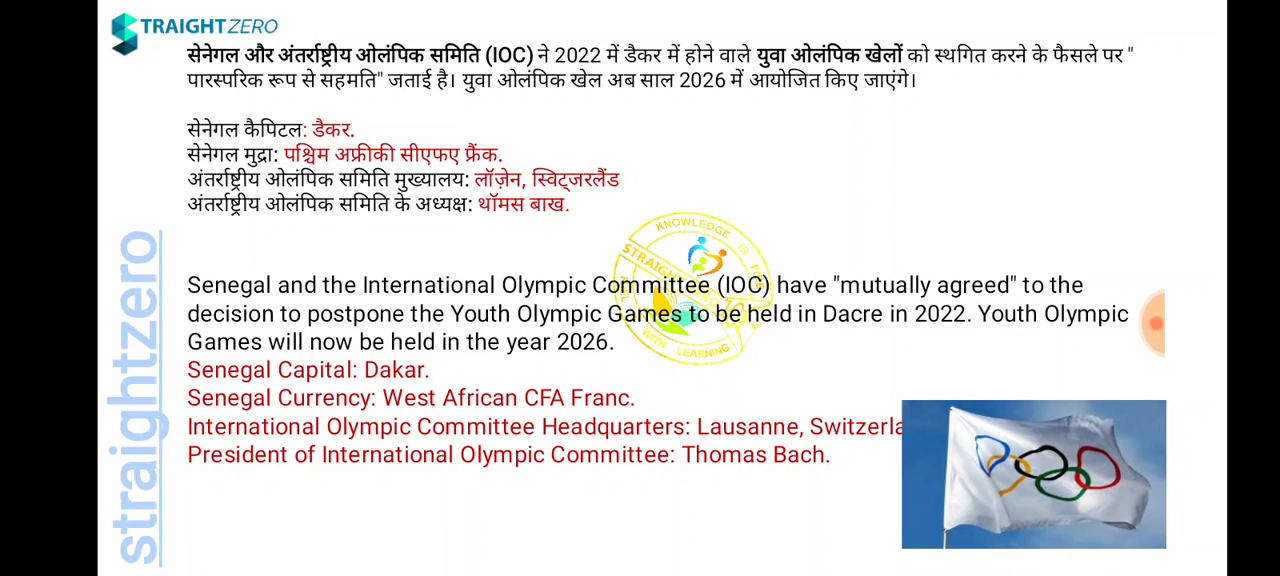 TRAIGHTZERO
सेनेगल और अंतर्राष्ट्रीय ओलंपिक समिति (IOC) ने 2022 में डैकर में होने वाले युवा ओलंपिक खेलों को स्थगित करने के फैसले पर "
पारस्परिक रूप से सहमति" जताई है। युवा ओलंपिक खेल अब साल 2026 में आयोजित किए जाएंगे।
सेनेगल कैपिटल: डैकर.
सेनेगल मुद्रा: पश्चिम अफ्रीकी सीएफए फ्रैंक.
अंतर्राष्ट्रीय ओलंपिक समिति मुख्यालय: लॉज़ेन, स्विट्जरलैंड
अंतर्राष्ट्रीय ओलंपिक समिति के अध्यक्ष: थॉमस बाख.
KNOWLEDGE IS
STRAIGHTZERO
WITH LEARNING
Senegal and the International Olympic Committee (IOC) have "mutually agreed" to the
decision to postpone the Youth Olympic Games to be held in Dacre in 2022. Youth Olympic
Games will now be held in the year 2026.
Senegal Capital: Dakar.
Senegal Currency: West African CFA Franc.
International Olympic Committee Headquarters: Lausanne, Switzerla
President of International Olympic Committee: Thomas Bach.
straightzero